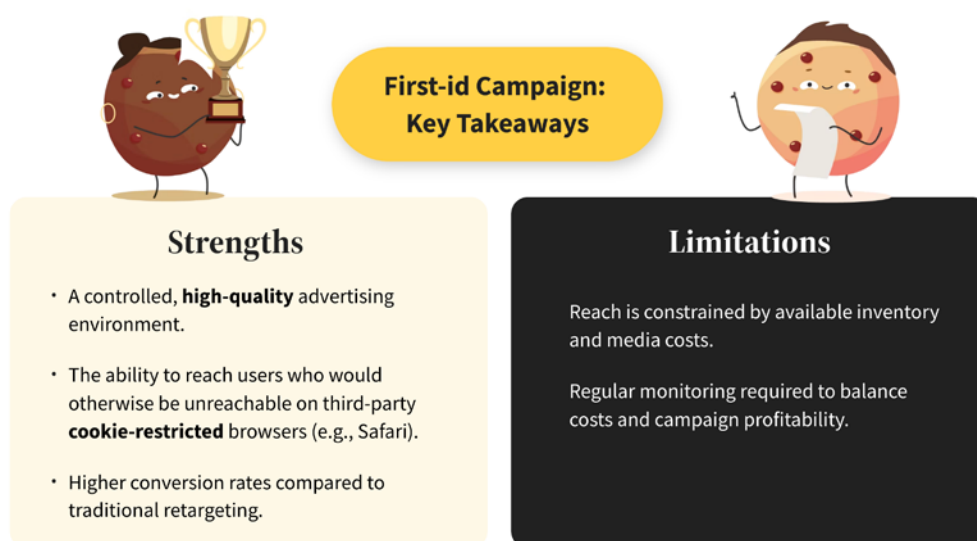 First-id Campaign:
Key Takeaways
Strengths
· A controlled, high-quality advertising
environment.
· The ability to reach users who would
otherwise be unreachable on third-party
cookie-restricted browsers (e.g., Safari).
· Higher conversion rates compared to
traditional retargeting.
Limitations
Reach is constrained by available inventory
and media costs.
Regular monitoring required to balance
costs and campaign profitability.